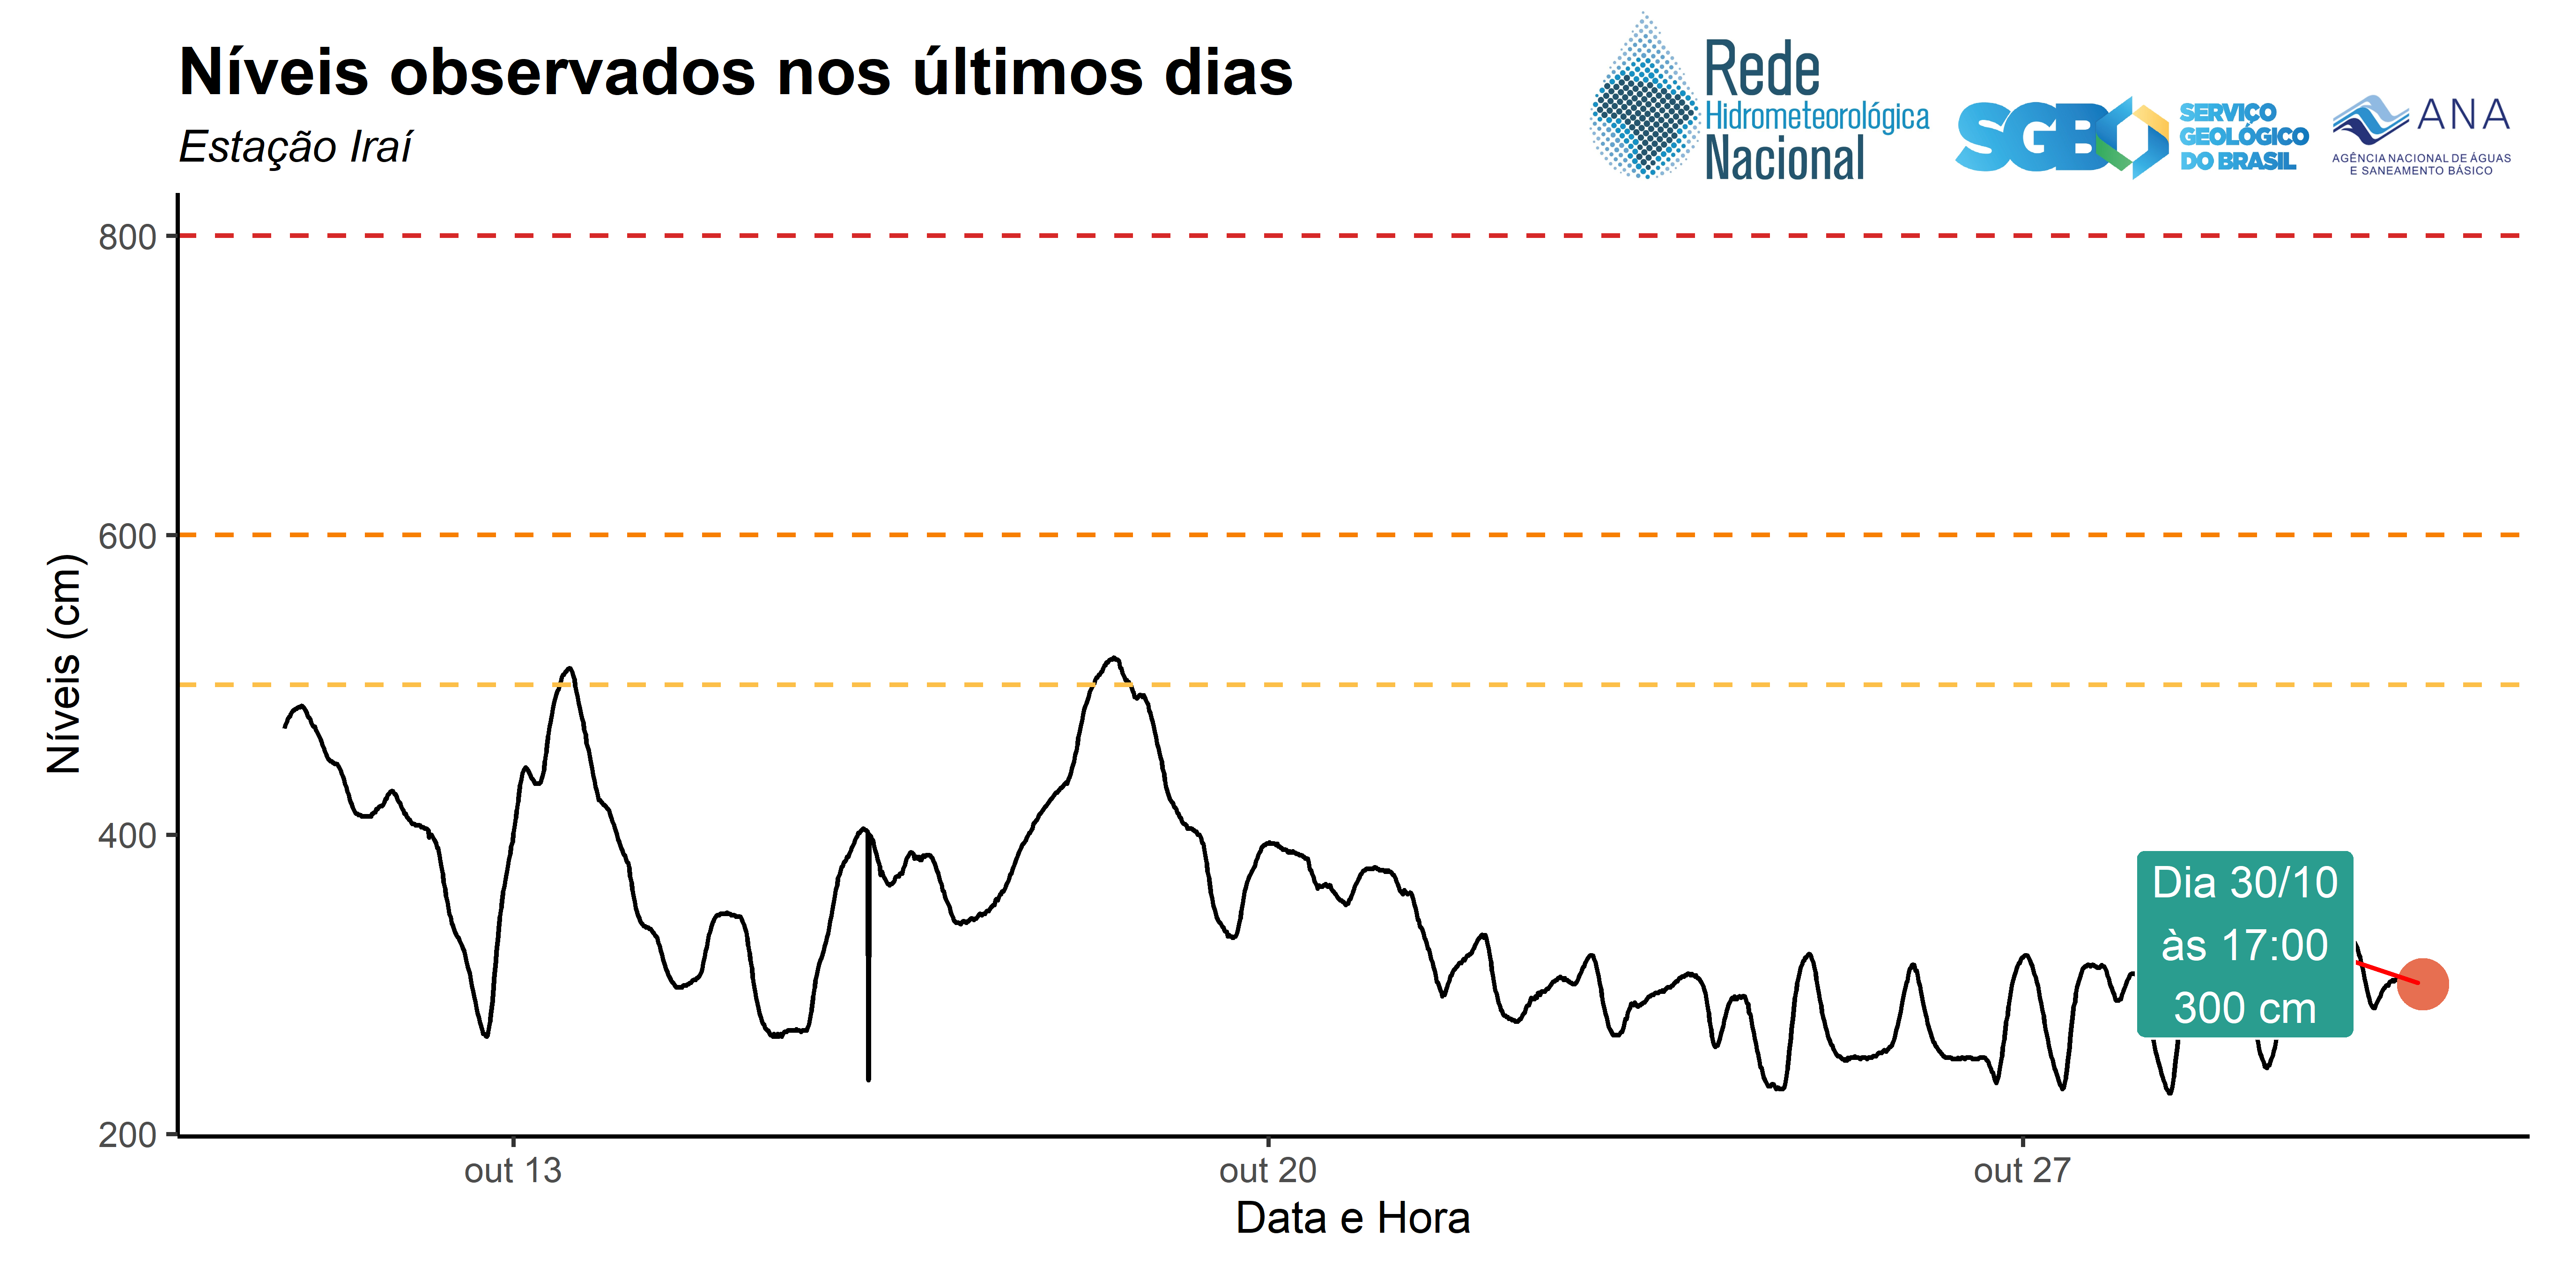 Níveis observados nos últimos dias
Estação Iraí
Rede
Hidrometeorológica
Nacional
SGB
SERVIÇO
GEOLÓGICO
DO BRASIL
ANA
AGÊNCIA NACIONAL DE ÁGUAS
E SANEAMENTO BÁSICO
Níveis (cm)
800
600
400
200
Dia 30/10
às 17:00
300 cm
out 13
out 20
out 27
Data e Hora